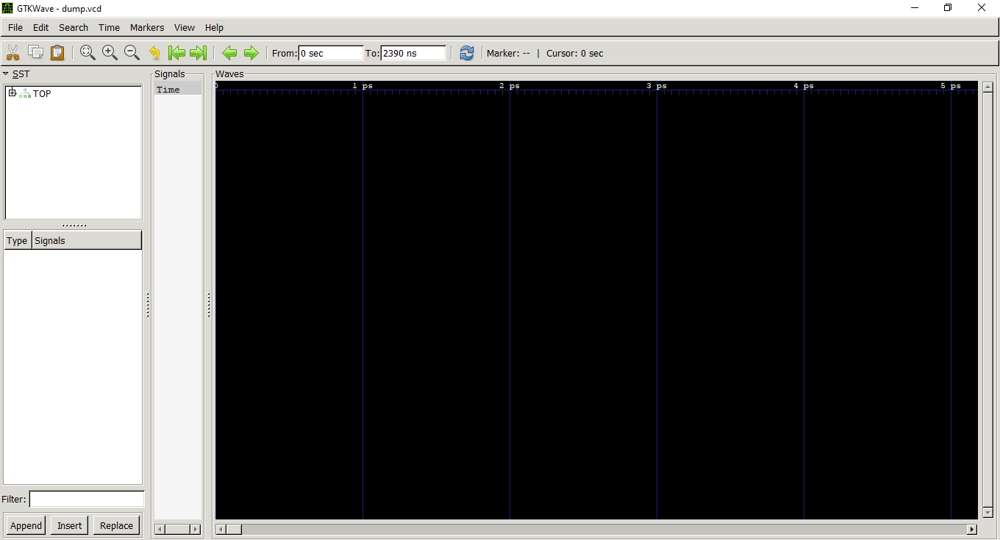 GTKWave - dump.vcd
File Edit Search Time Markers View Help
From: 0 sec To: 2390 ns Marker: -- | Cursor: 0 sec
SST
TOP
Type Signals
Filter:
Append Insert Replace
Signals
Time
Waves
0 1 ps 2 ps 3 ps 4 ps 5 ps